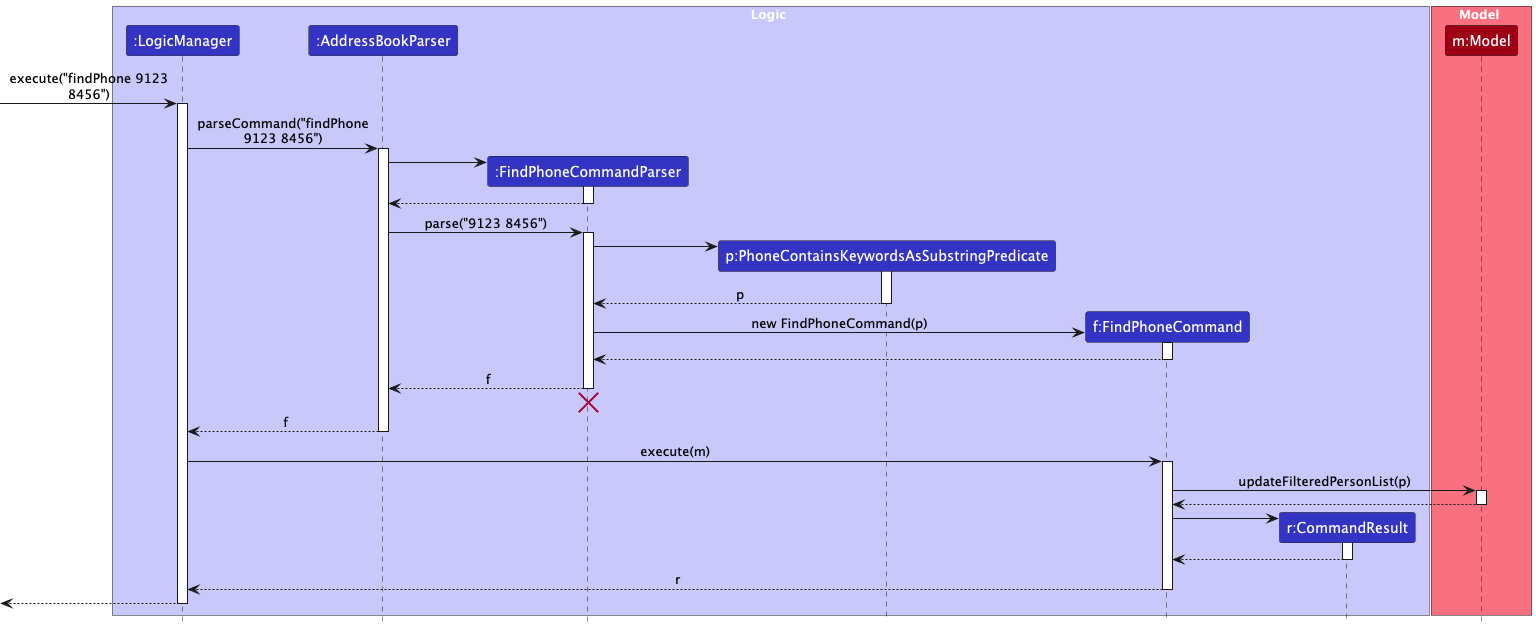 Logic
Model
:LogicManager
:AddressBookParser
m:Model
execute("findPhone 9123
8456")
parseCommand("findPhone
9123 8456")
:FindPhoneCommandParser
parse("9123 8456")
p:PhoneContainsKeywordsAsSubstringPredicate
p
new FindPhoneCommand(p)
f:FindPhoneCommand
f
f
execute(m)
updateFilteredPersonList(p)
r:CommandResult
r